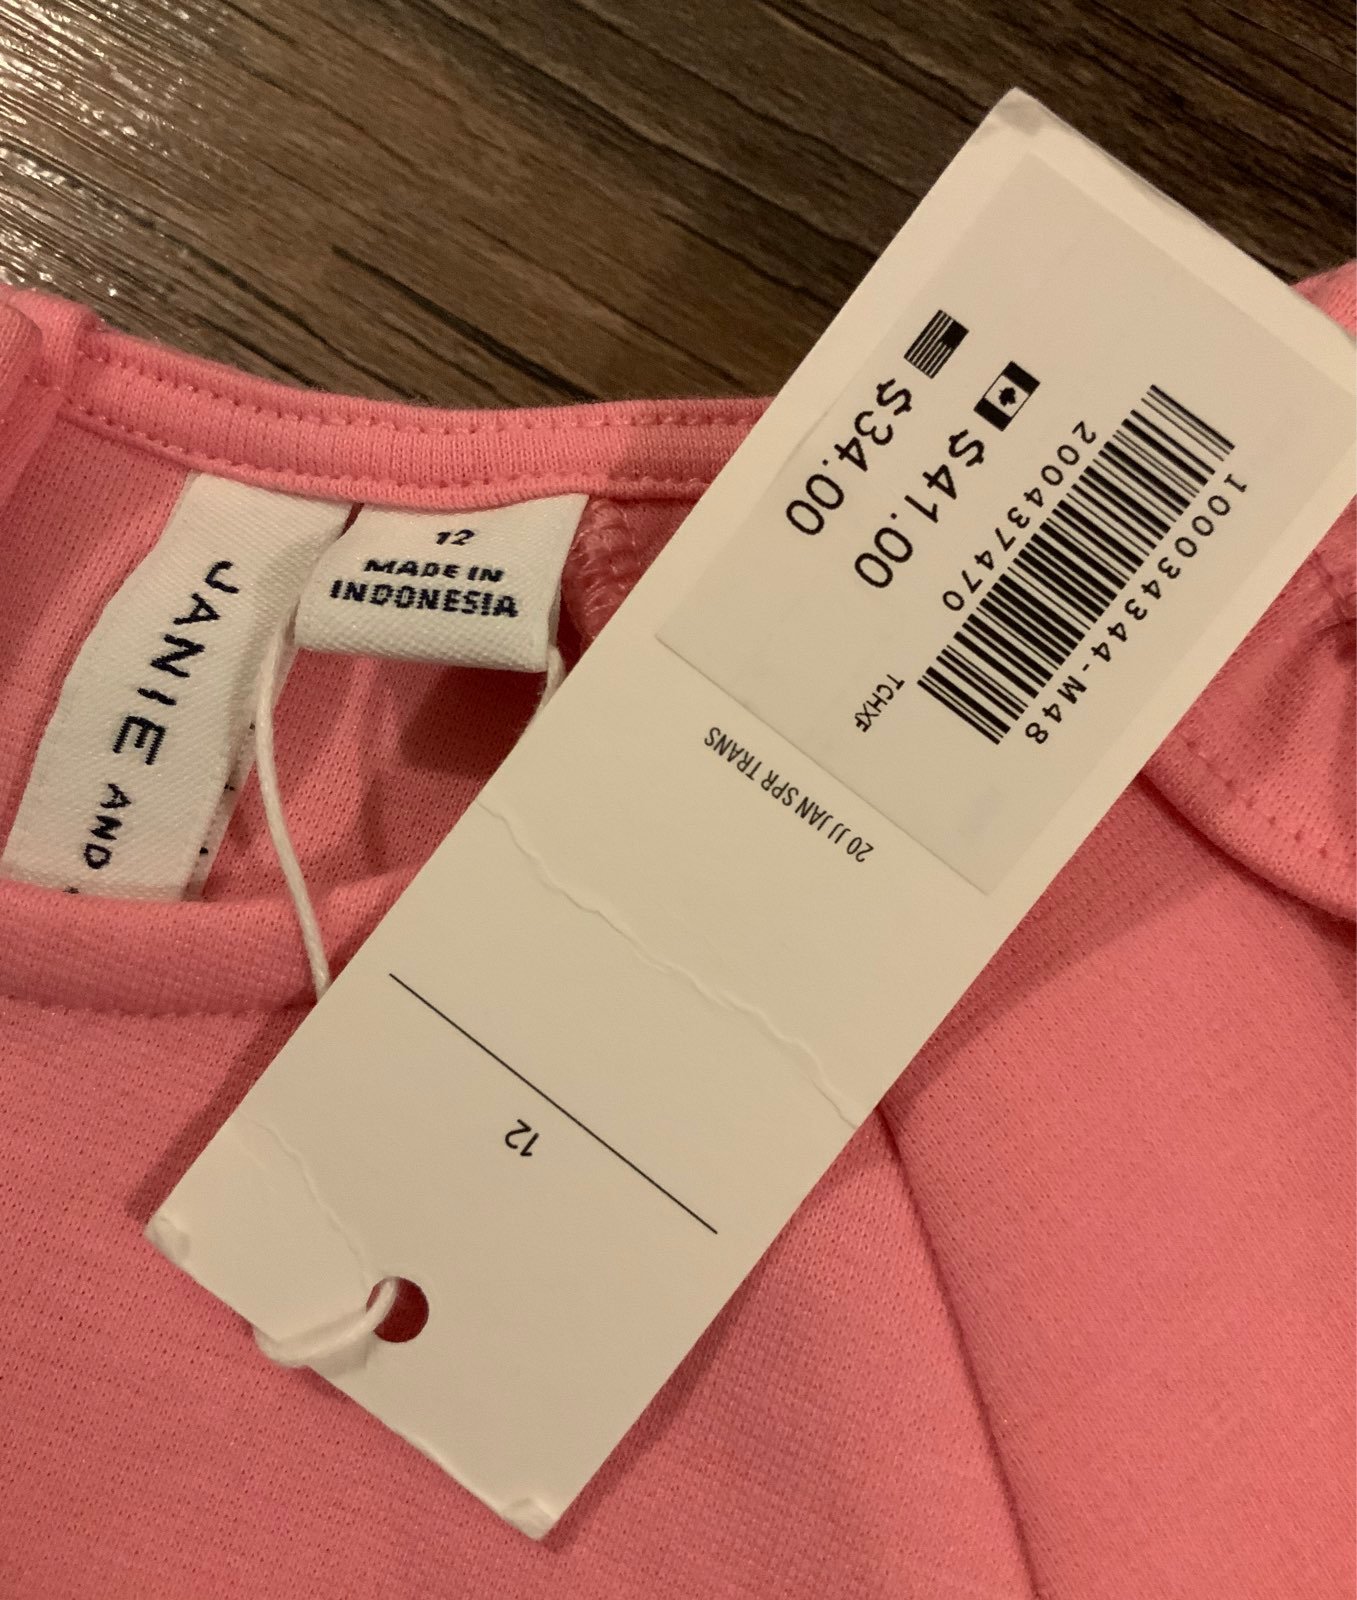 JANIE AND
12
MADE IN
INDONESIA
$34.00
$41.00
200437470
100034344-M48
TCHXF
20 JJ JAN SPR TRANS
12